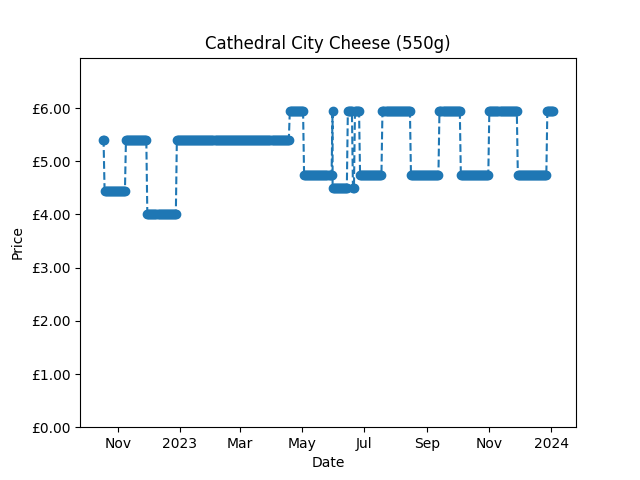 Cathedral City Cheese (550g)
£6.00
£5.00
£4.00
£3.00
£2.00
£1.00
£0.00
Price
Nov 2023 Mar May Jul Sep Nov 2024
Date